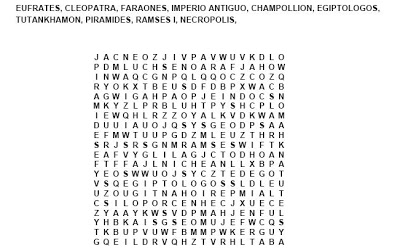 EUFRATES, CLEOPATRA, FARAONES, IMPERIO ANTIGUO, CHAMPOLLION, EGIPTOLOGOS,
TUTANKHAMON, PIRAMIDES, RAMSES I, NECROPOLIS,
J A C N E O Z J I V P A V W U V K D L O
P D M L U C H S E N O A R A F J A H O W
I N W A Q C G N P Q L Q Q O C Z C O Z Q
R Y O K X T B E U S D F D B P X W A C B
A G W I G A H P A O P J E I N D O C S N
M K Y Z L P R B L U H T P Y S H C P L O
I E W Q H L R Z Z O Y A L K V D K W A M
D U U I A U O J Q S Y S G E O D P S A A
E F M W T U U P G D Z M L E U Z T H R H
S R J S R S G N M R A M S E S W I F T K
E A F V Y G L I L A G J C T O D H O A N
F T F F A J L N I C H E A N L L X B P A
Y E O S W W U O J S Y C Z T E D E G O T
V S Q E G I P T O L O G O S S L D L E U
U Z O U G I T N A H O I R E P M I A L T
C S I L O P O R C E N H E C J X U E C E
Z Y A A Y K W S V D P M A H J E N F U L
Y H B K A I S G S E O M U J E F W C Q S
T K B U P V U W F B M M P W K E R G U Y
G Q E I L D R V Q H Z T V R H L T A B A